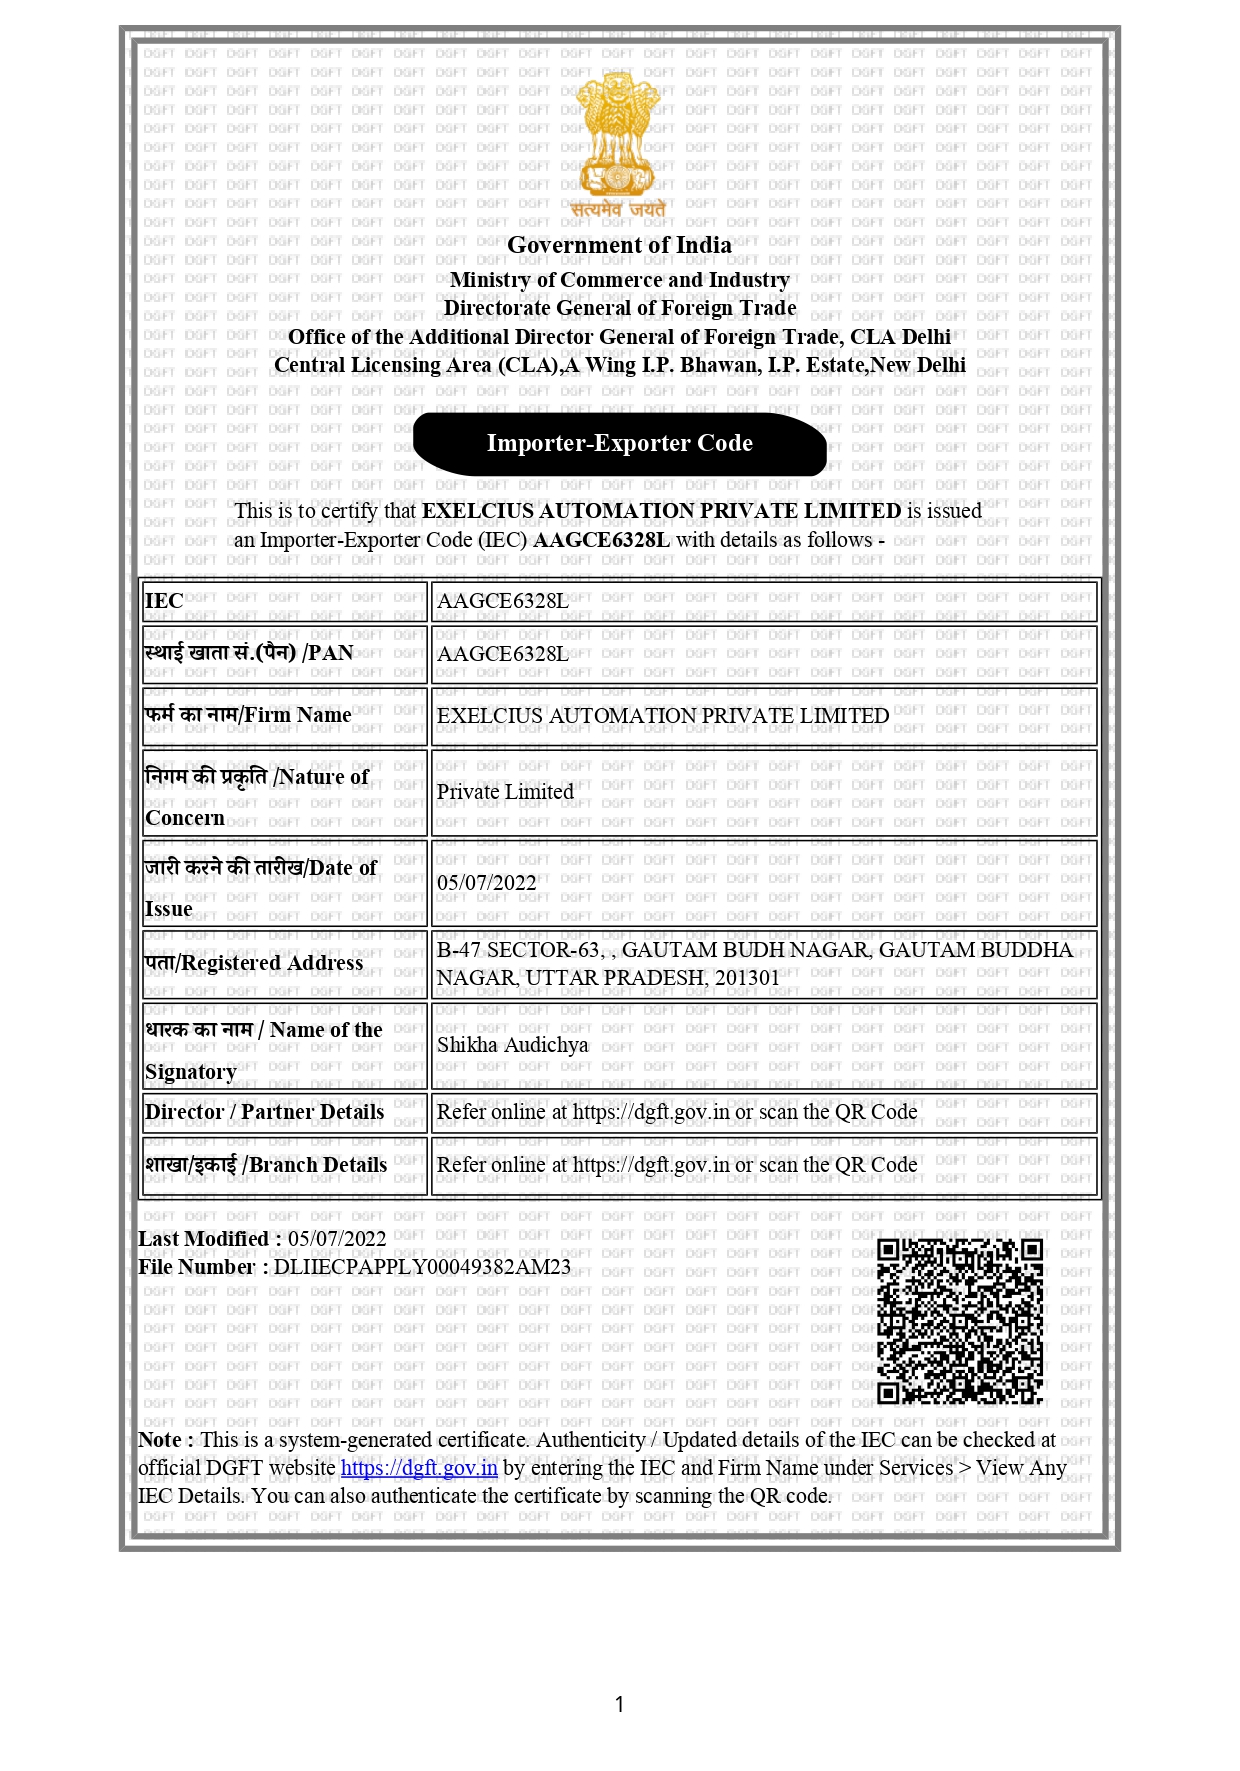 सत्यमेव जयते
Government of India
Ministry of Commerce and Industry
Directorate General of Foreign Trade
Office of the Additional Director General of Foreign Trade, CLA Delhi
Central Licensing Area (CLA),A Wing I.P. Bhawan, I.P. Estate,New Delhi
Importer-Exporter Code
This is to certify that EXELCIUS AUTOMATION PRIVATE LIMITED is issued
an Importer-Exporter Code (IEC) AAGCE6328L with details as follows -
IEC AAGCE6328L
स्थाई खाता सं.(पैन) /PAN AAGCE6328L
फर्म का नाम/Firm Name EXELCIUS AUTOMATION PRIVATE LIMITED
निगम की प्रकृति /Nature of
Concern
Private Limited
जारी करने की तारीख/Date of
Issue
05/07/2022
पता/Registered Address
B-47 SECTOR-63, , GAUTAM BUDH NAGAR, GAUTAM BUDDHA
NAGAR, UTTAR PRADESH, 201301
धारक का नाम / Name of the
Signatory
Shikha Audichya
Director / Partner Details Refer online at https://dgft.gov.in or scan the QR Code
शाखा/इकाई /Branch Details Refer online at https://dgft.gov.in or scan the QR Code
Last Modified : 05/07/2022
File Number : DLIIECPAPPLY00049382AM23
Note : This is a system-generated certificate. Authenticity / Updated details of the IEC can be checked at
official DGFT website https://dgft.gov.in by entering the IEC and Firm Name under Services > View Any
IEC Details. You can also authenticate the certificate by scanning the QR code.
1